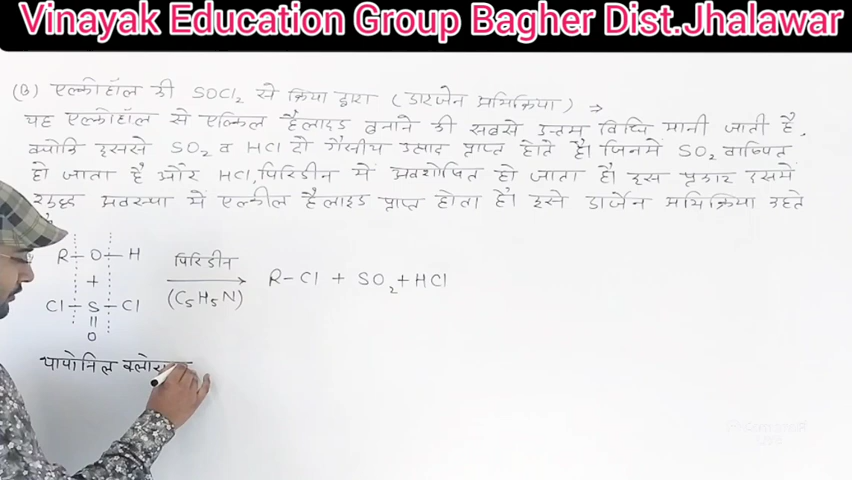 Vinayak Education Group Bagher Dist.Jhalawar
(B) एल्कोहॉल की SOCl2 से क्रिया द्वारा (डारजेन अभिक्रिया) ⇒
यह एल्कोहॉल से एल्किल हैलाइड बनाने की सबसे उत्तम विधि मानी जाती है,
क्योंकि इससे SO2 व HCl दो गैसीय उत्पाद प्राप्त होते हैं। जिनमें SO2 वाष्पित
हो जाता है और HCl, पिरिडीन में अवशोषित हो जाता है। इस प्रकार इसमें
अवस्था में एल्कील हैलाइड प्राप्त होता है। इसे डार्जेन अभिक्रिया कहते
R-O-H
+
Cl-S-Cl
||
O
पिरिडीन
(C5H5N)
R-Cl + SO2 + HCl
थायोनिल क्लोरा